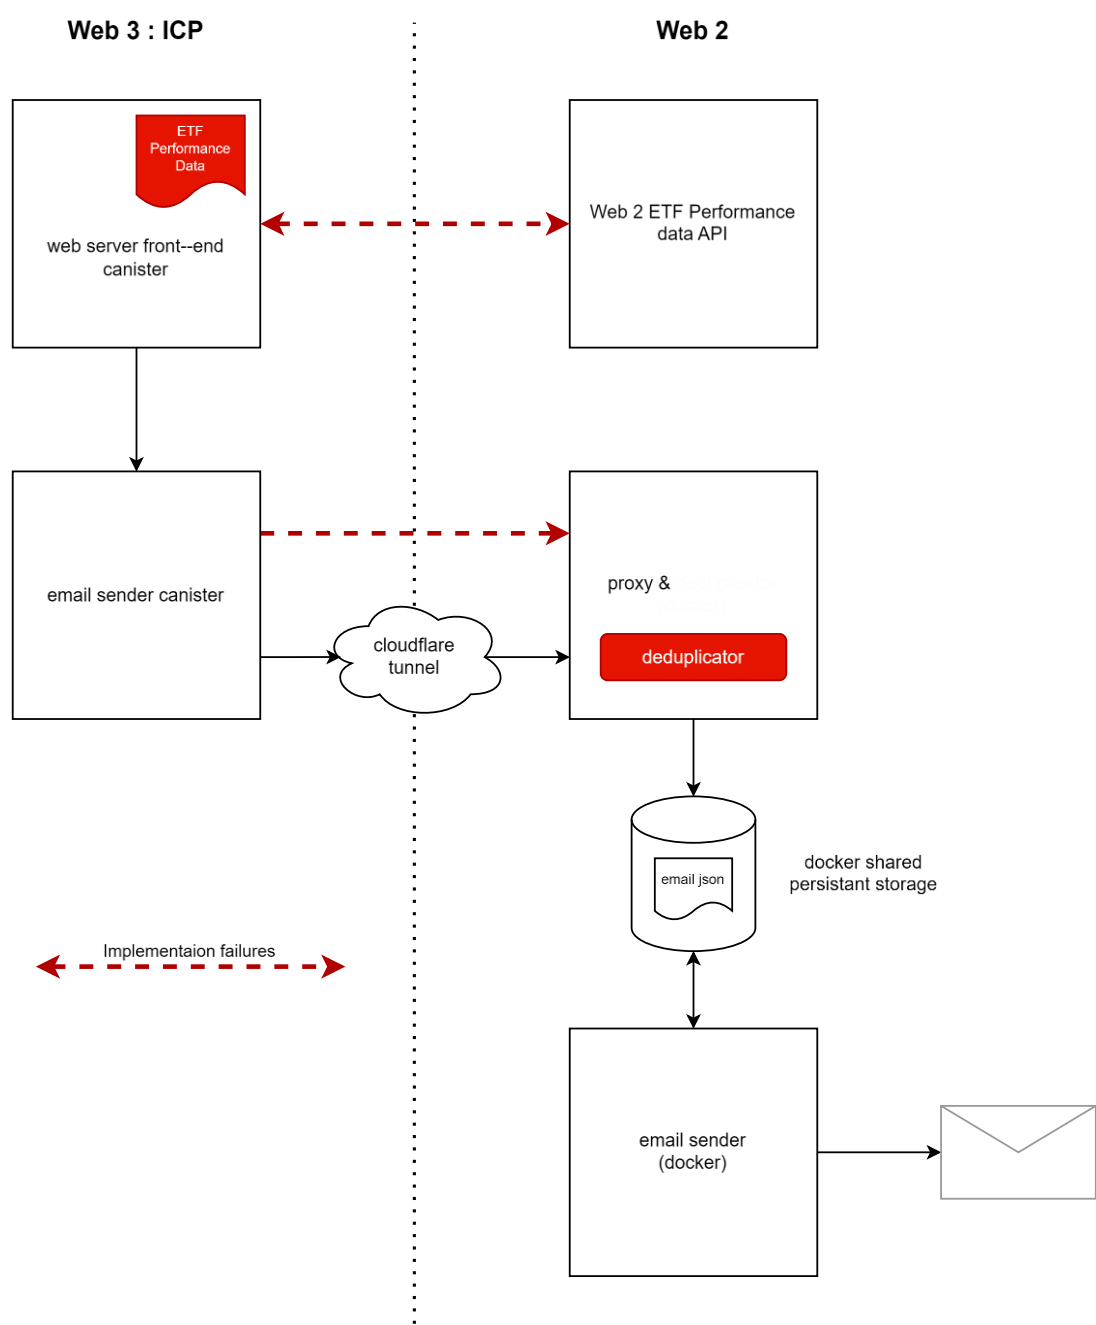 Web 3 : ICP
Web 2
ETF
Performance
Data
web server front--end
canister
Web 2 ETF Performance
data API
email sender canister
proxy &
deduplicator
cloudflare
tunnel
email json
docker shared
persistant storage
Implementaion failures
email sender
(docker)